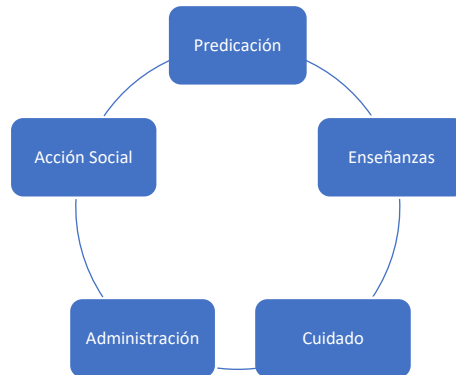 Predicación
Enseñanzas
Cuidado
Administración
Acción Social